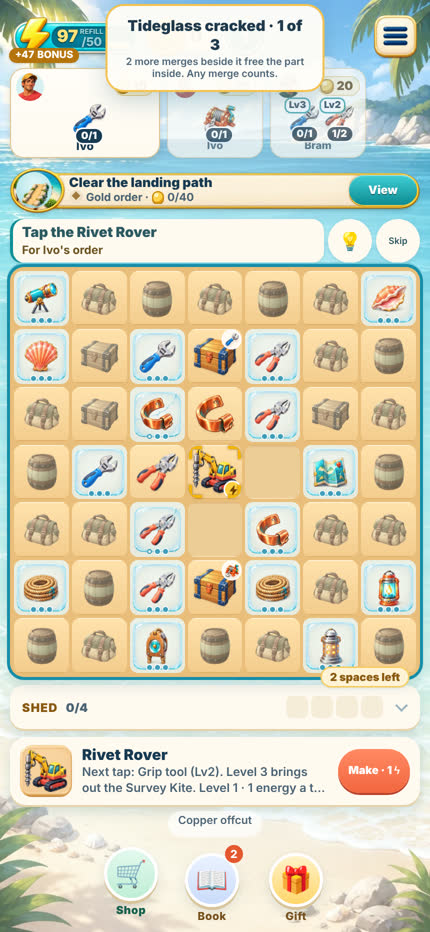 97
REFILL
/50
+47 BONUS
Tideglass cracked · 1 of
3
2 more merges beside it free the part
inside. Any merge counts.
20
0/1
Ivo
0/1
Ivo
Lv3
Lv2
0/1
1/2
Bram
Clear the landing path
Gold order · 0/40
View
Tap the Rivet Rover
For Ivo's order
Skip
2 spaces left
SHED 0/4
Rivet Rover
Next tap: Grip tool (Lv2). Level 3 brings
out the Survey Kite. Level 1 · 1 energy a t...
Make · 1
Copper offcut
2
Shop
Book
Gift